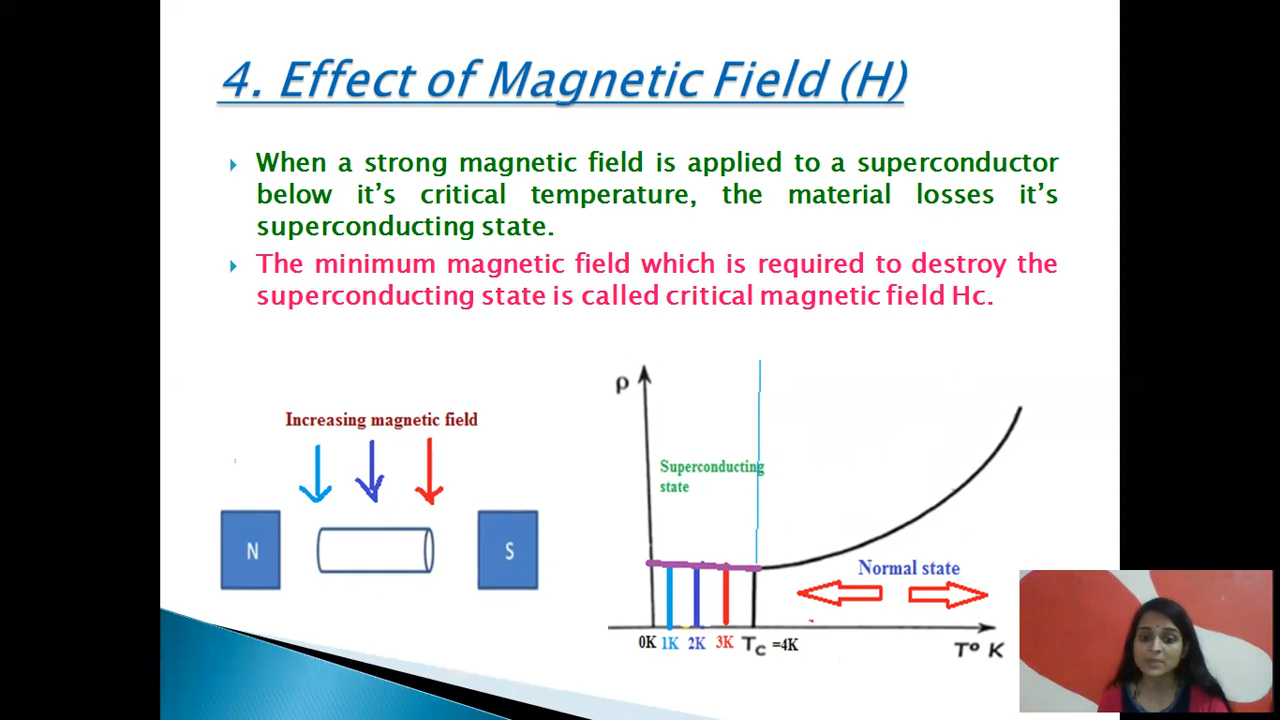 4. Effect of Magnetic Field (H)
When a strong magnetic field is applied to a superconductor
below it's critical temperature, the material losses it's
superconducting state.
The minimum magnetic field which is required to destroy the
superconducting state is called critical magnetic field Hc.
Increasing magnetic field
N
S
ρ
Superconducting
state
Normal state
0K 1K 2K 3K Tc =4K
T° K